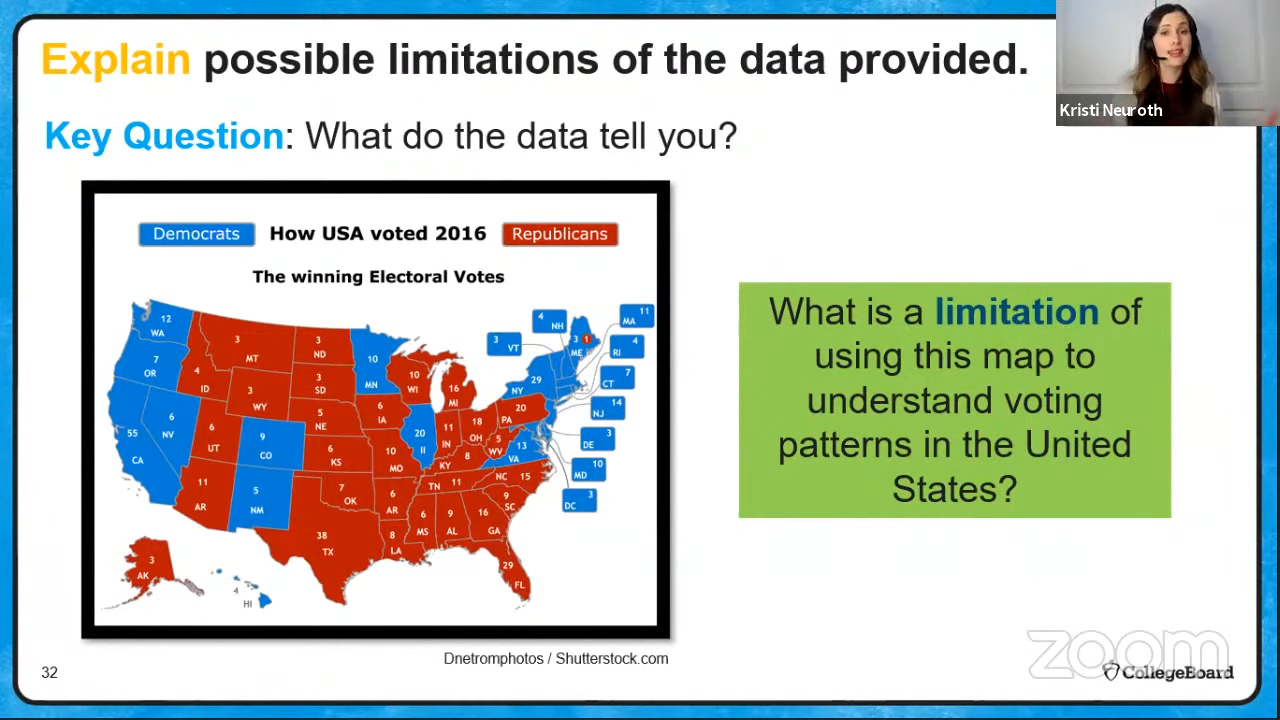 Explain possible limitations of the data provided.
Kristi Neuroth
Key Question: What do the data tell you?
Democrats
How USA voted 2016
Republicans
The winning Electoral Votes
12
WA
7
OR
55
CA
6
NV
4
ID
3
MT
3
WY
6
UT
11
AR
9
CO
5
NM
3
ND
3
SD
5
NE
6
KS
7
OK
38
TX
10
MN
6
IA
10
MO
6
AR
8
LA
10
WI
20
II
16
MI
11
IN
18
OH
8
KY
TN 11
6
MS
9
AL
16
GA
29
FL
9
SC
NC 15
5
WV
13
VA
20
PA
29
NY
3
VT
4
NH
3 1
ME
11
MA
4
RI
7
CT
14
NJ
3
DE
10
MD
3
DC
3
AK
4
HI
What is a limitation of
using this map to
understand voting
patterns in the United
States?
Dnetromphotos / Shutterstock.com
32
zoom
CollegeBoard